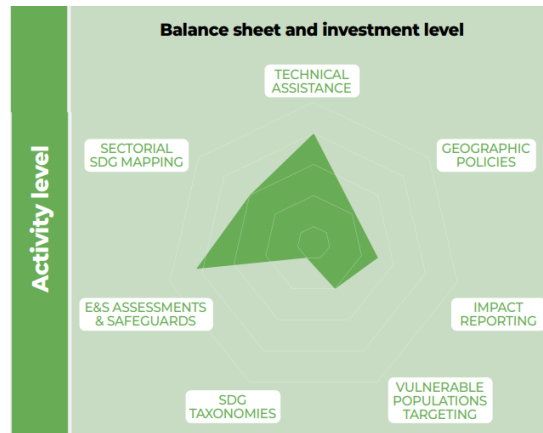 Balance sheet and investment level
Activity level
TECHNICAL
ASSISTANCE
SECTORIAL
SDG MAPPING
GEOGRAPHIC
POLICIES
E&S ASSESSMENTS
& SAFEGUARDS
IMPACT
REPORTING
SDG
TAXONOMIES
VULNERABLE
POPULATIONS
TARGETING